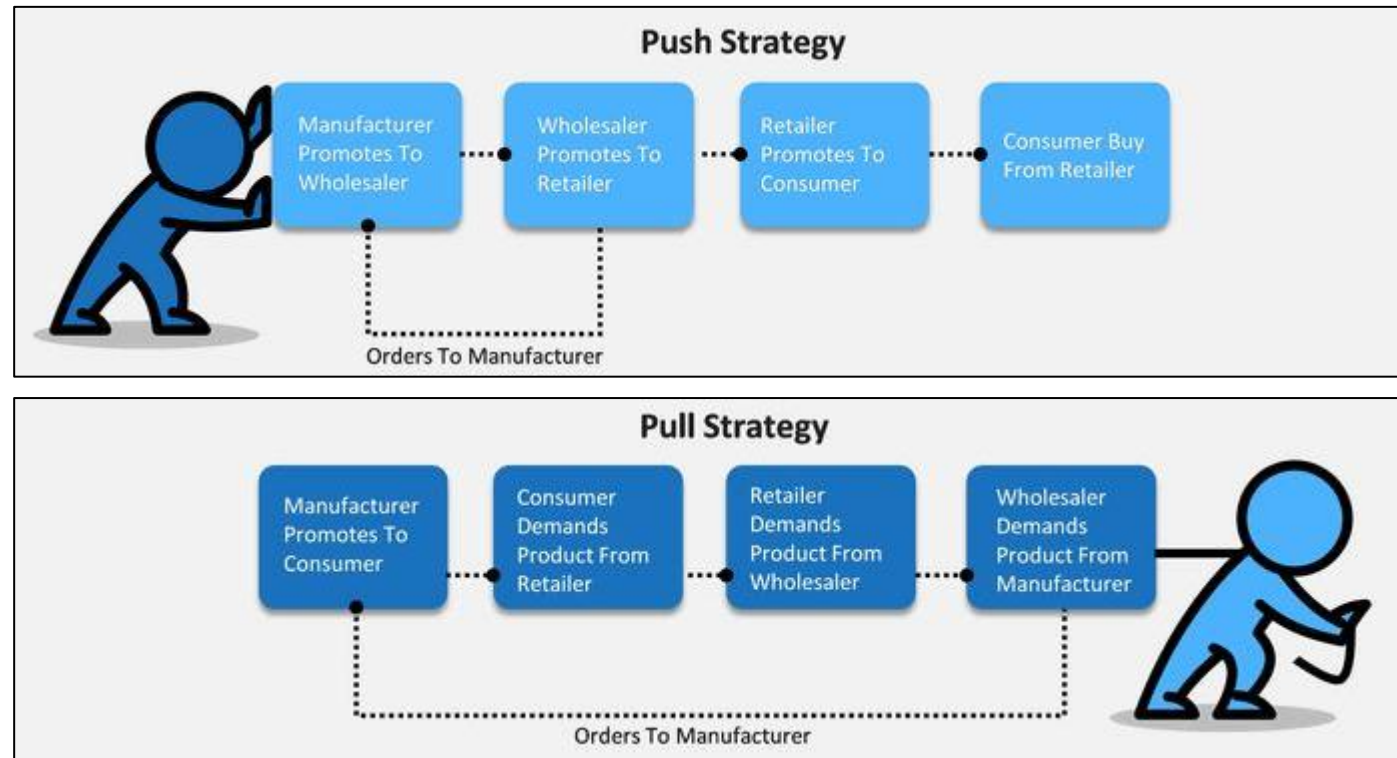 Push Strategy
Manufacturer
Promotes To
Wholesaler
Wholesaler
Promotes To
Retailer
Retailer
Promotes To
Consumer
Consumer Buy
From Retailer
Orders To Manufacturer
Pull Strategy
Manufacturer
Promotes To
Consumer
Consumer
Demands
Product From
Retailer
Retailer
Demands
Product From
Wholesaler
Wholesaler
Demands
Product From
Manufacturer
Orders To Manufacturer